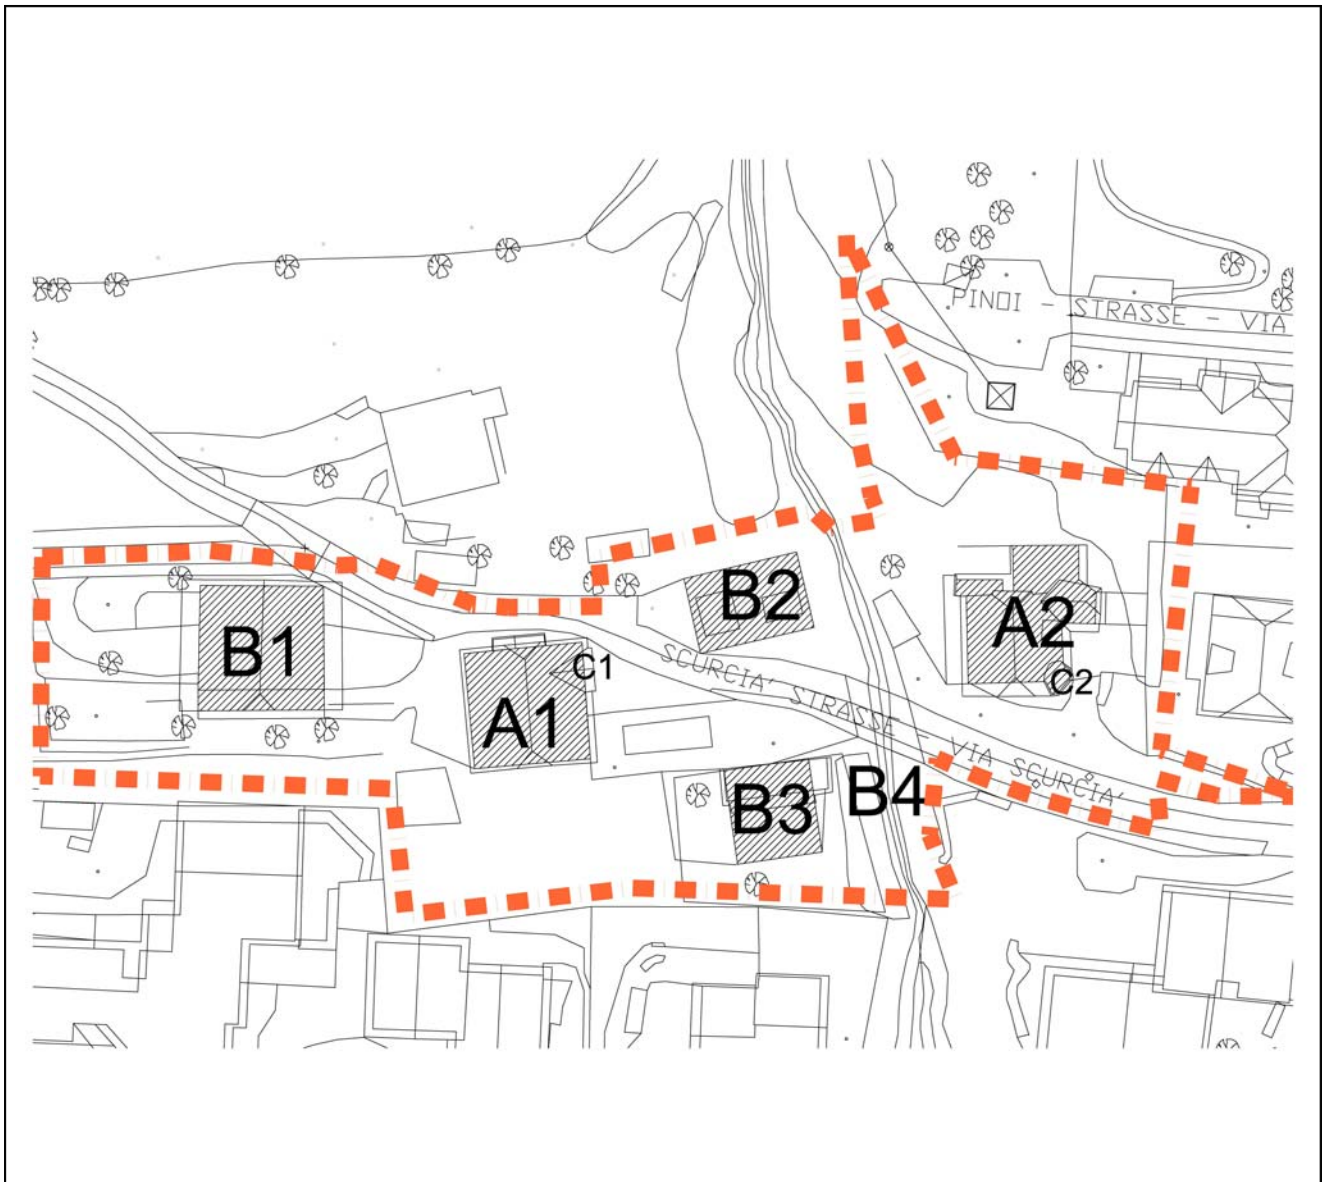 PINOI - STRASSE - VIA
B2
A2
B1
C1
SCURCIA' STRASSE - VIA SCURCIA'
C2
A1
B4
B3